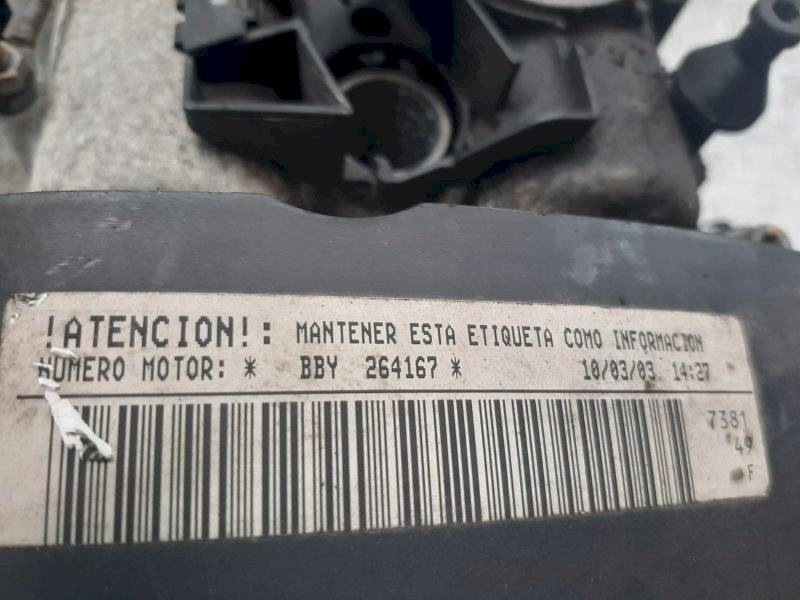 !ATENCION!: MANTENER ESTA ETIQUETA COMO INFORMACION
NUMERO MOTOR: * BBY 264167 * 10/03/03 14:27
7381
49
F